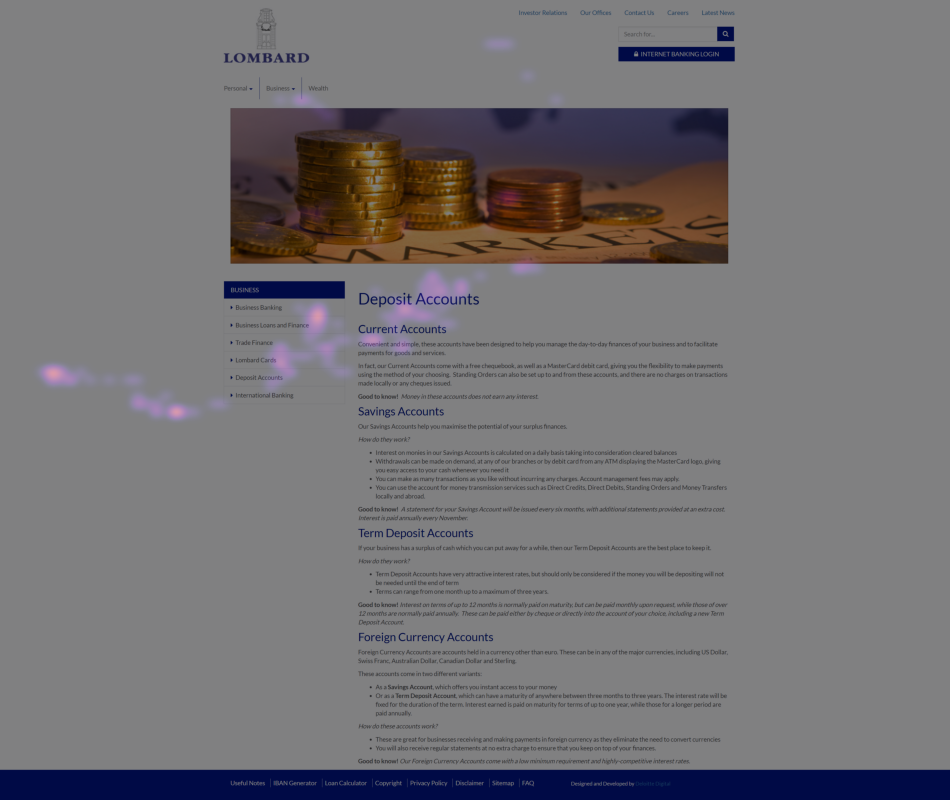 Investor Relations Our Offices Contact Us Careers Latest News
Search for...
LOMBARD
INTERNET BANKING LOGIN
Personal Business Wealth
MARKETS
BUSINESS
Business Banking
Business Loans and Finance
Trade Finance
Lombard Cards
Deposit Accounts
International Banking
Deposit Accounts
Current Accounts
Convenient and simple, these accounts have been designed to help you manage the day-to-day finances of your business and to facilitate
payments for goods and services.
In fact, our Current Accounts come with a free chequebook, as well as a MasterCard debit card, giving you the flexibility to make payments
using the method of your choosing. Standing Orders can also be set up to and from these accounts, and there are no charges on transactions
made locally or any cheques issued.
Good to know! Money in these accounts does not earn any interest.
Savings Accounts
Our Savings Accounts help you maximise the potential of your surplus finances.
How do they work?
Interest on monies in our Savings Accounts is calculated on a daily basis taking into consideration cleared balances
Withdrawals can be made on demand, at any of our branches or by debit card from any ATM displaying the MasterCard logo, giving
you easy access to your cash whenever you need it
You can make as many transactions as you like without incurring any charges. Account management fees may apply.
You can use the account for money transmission services such as Direct Credits, Direct Debits, Standing Orders and Money Transfers
locally and abroad.
Good to know! A statement for your Savings Account will be issued every six months, with additional statements provided at an extra cost.
Interest is paid annually every November.
Term Deposit Accounts
If your business has a surplus of cash which you can put away for a while, then our Term Deposit Accounts are the best place to keep it.
How do they work?
Term Deposit Accounts have very attractive interest rates, but should only be considered if the money you will be depositing will not
be needed until the end of term
Terms can range from one month up to a maximum of three years.
Good to know! Interest on terms of up to 12 months is normally paid on maturity, but can be paid monthly upon request, while those of over
12 months are normally paid annually. These can be paid either by cheque or directly into the account of your choice, including a new Term
Deposit Account.
Foreign Currency Accounts
Foreign Currency Accounts are accounts held in a currency other than euro. These can be in any of the major currencies, including US Dollar,
Swiss Franc, Australian Dollar, Canadian Dollar and Sterling.
These accounts come in two different variants:
As a Savings Account, which offers you instant access to your money
Or as a Term Deposit Account, which can have a maturity of anywhere between three months to three years. The interest rate will be
fixed for the duration of the term. Interest earned is paid on maturity for terms of up to one year, while those for a longer period are
paid annually.
How do these accounts work?
These are great for businesses receiving and making payments in foreign currency as they eliminate the need to convert currencies
You will also receive regular statements at no extra charge to ensure that you keep on top of your finances.
Good to know! Our Foreign Currency Accounts come with a low minimum requirement and highly-competitive interest rates.
Useful Notes IBAN Generator Loan Calculator Copyright Privacy Policy Disclaimer Sitemap FAQ Designed and Developed by